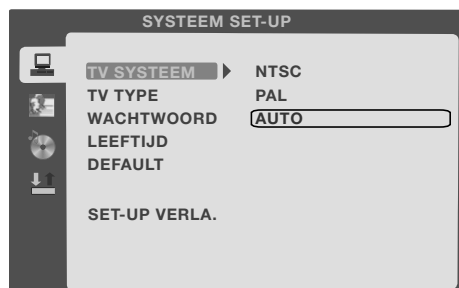 SYSTEEM SET-UP
TV SYSTEEM NTSC
TV TYPE PAL
WACHTWOORD AUTO
LEEFTIJD
DEFAULT
SET-UP VERLA.